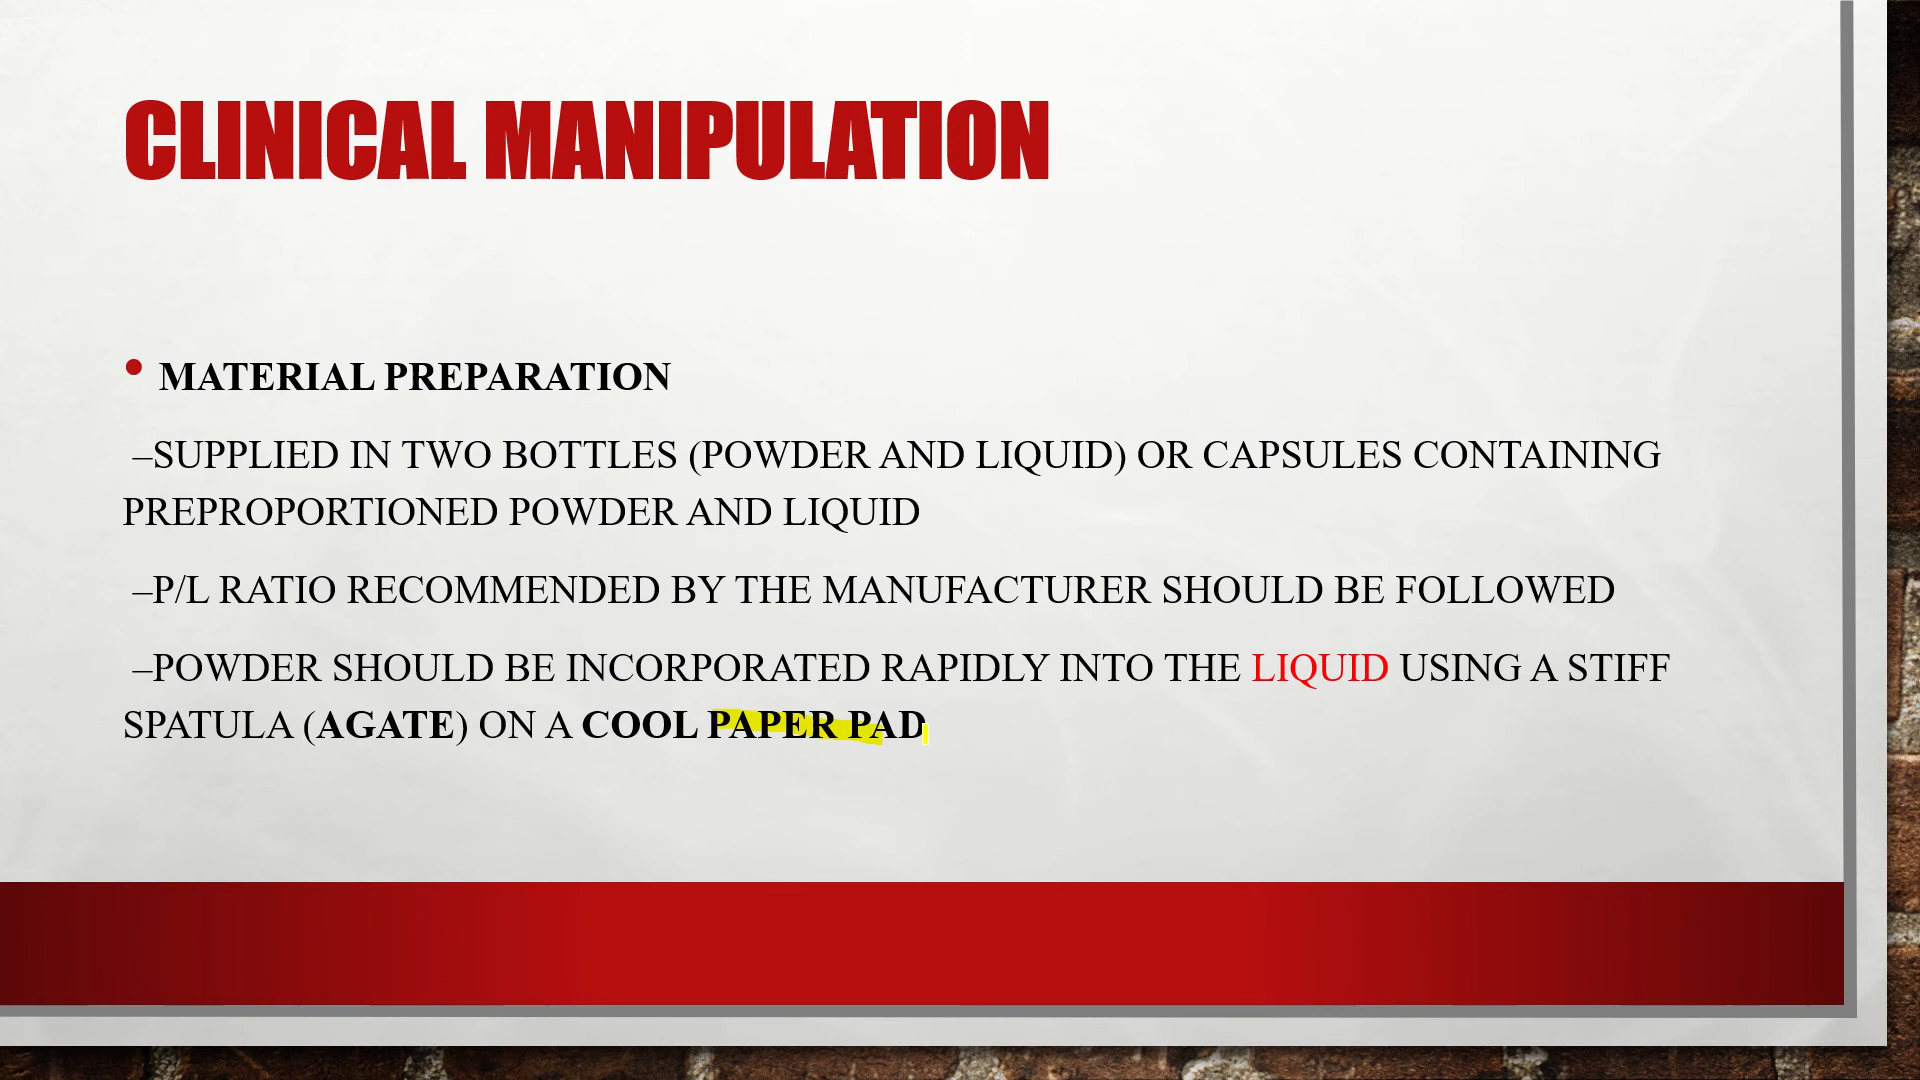 CLINICAL MANIPULATION
• MATERIAL PREPARATION
–SUPPLIED IN TWO BOTTLES (POWDER AND LIQUID) OR CAPSULES CONTAINING
PREPROPORTIONED POWDER AND LIQUID
–P/L RATIO RECOMMENDED BY THE MANUFACTURER SHOULD BE FOLLOWED
–POWDER SHOULD BE INCORPORATED RAPIDLY INTO THE LIQUID USING A STIFF
SPATULA (AGATE) ON A COOL PAPER PAD